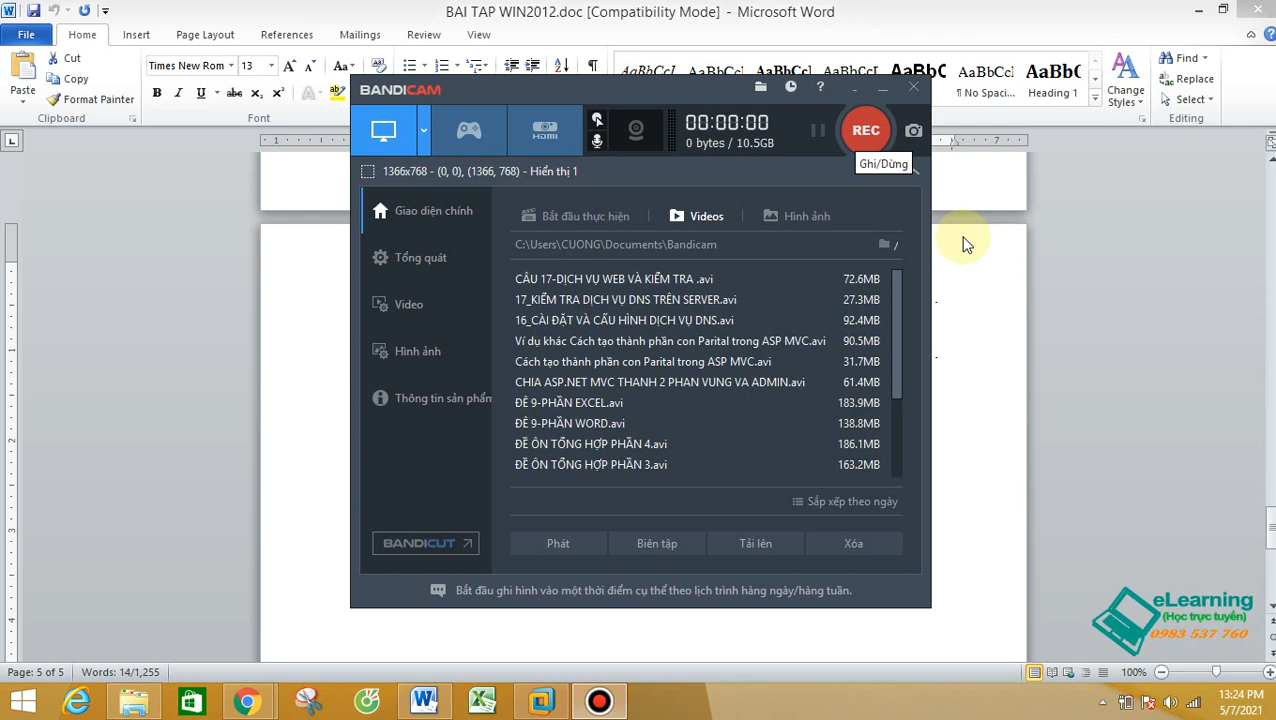 BAI TAP WIN2012.doc [Compatibility Mode] - Microsoft Word
File Home Insert Page Layout References Mailings Review View
Paste
Cut
Copy
Format Painter
Clipboard
Times New Rom 13
B I U
Font
AaBbCc
AaBbCc
AaBbCc
No Spaci...
Heading 1
Change
Styles
Find
Replace
Select
Editing
BANDICAM
HDMI
00:00:00
0 bytes / 10.5GB
REC
Ghi/Dừng
1366x768 - (0, 0), (1366, 768) - Hiển thị 1
Giao diện chính
Tổng quát
Video
Hình ảnh
Thông tin sản phẩm
BANDICUT
Bắt đầu thực hiện
Videos
Hình ảnh
C:\Users\CUONG\Documents\Bandicam
CÂU 17-DỊCH VỤ WEB VÀ KIỂM TRA .avi 72.6MB
17_KIỂM TRA DỊCH VỤ DNS TRÊN SERVER.avi 27.3MB
16_CÀI ĐẶT VÀ CẤU HÌNH DỊCH VỤ DNS.avi 92.4MB
Ví dụ khác Cách tạo thành phần con Parital trong ASP MVC.avi 90.5MB
Cách tạo thành phần con Parital trong ASP MVC.avi 31.7MB
CHIA ASP.NET MVC THANH 2 PHAN VUNG VA ADMIN.avi 61.4MB
ĐỀ 9-PHẦN EXCEL.avi 183.9MB
ĐỀ 9-PHẦN WORD.avi 138.8MB
ĐỀ ÔN TỔNG HỢP PHẦN 4.avi 186.1MB
ĐỀ ÔN TỔNG HỢP PHẦN 3.avi 163.2MB
Sắp xếp theo ngày
Phát
Biên tập
Tải lên
Xóa
Bắt đầu ghi hình vào một thời điểm cụ thể theo lịch trình hàng ngày/hàng tuần.
eLearning
(Học trực tuyến)
0983 537 760
Page: 5 of 5 Words: 14/1,255
100%
13:24 PM
5/7/2021